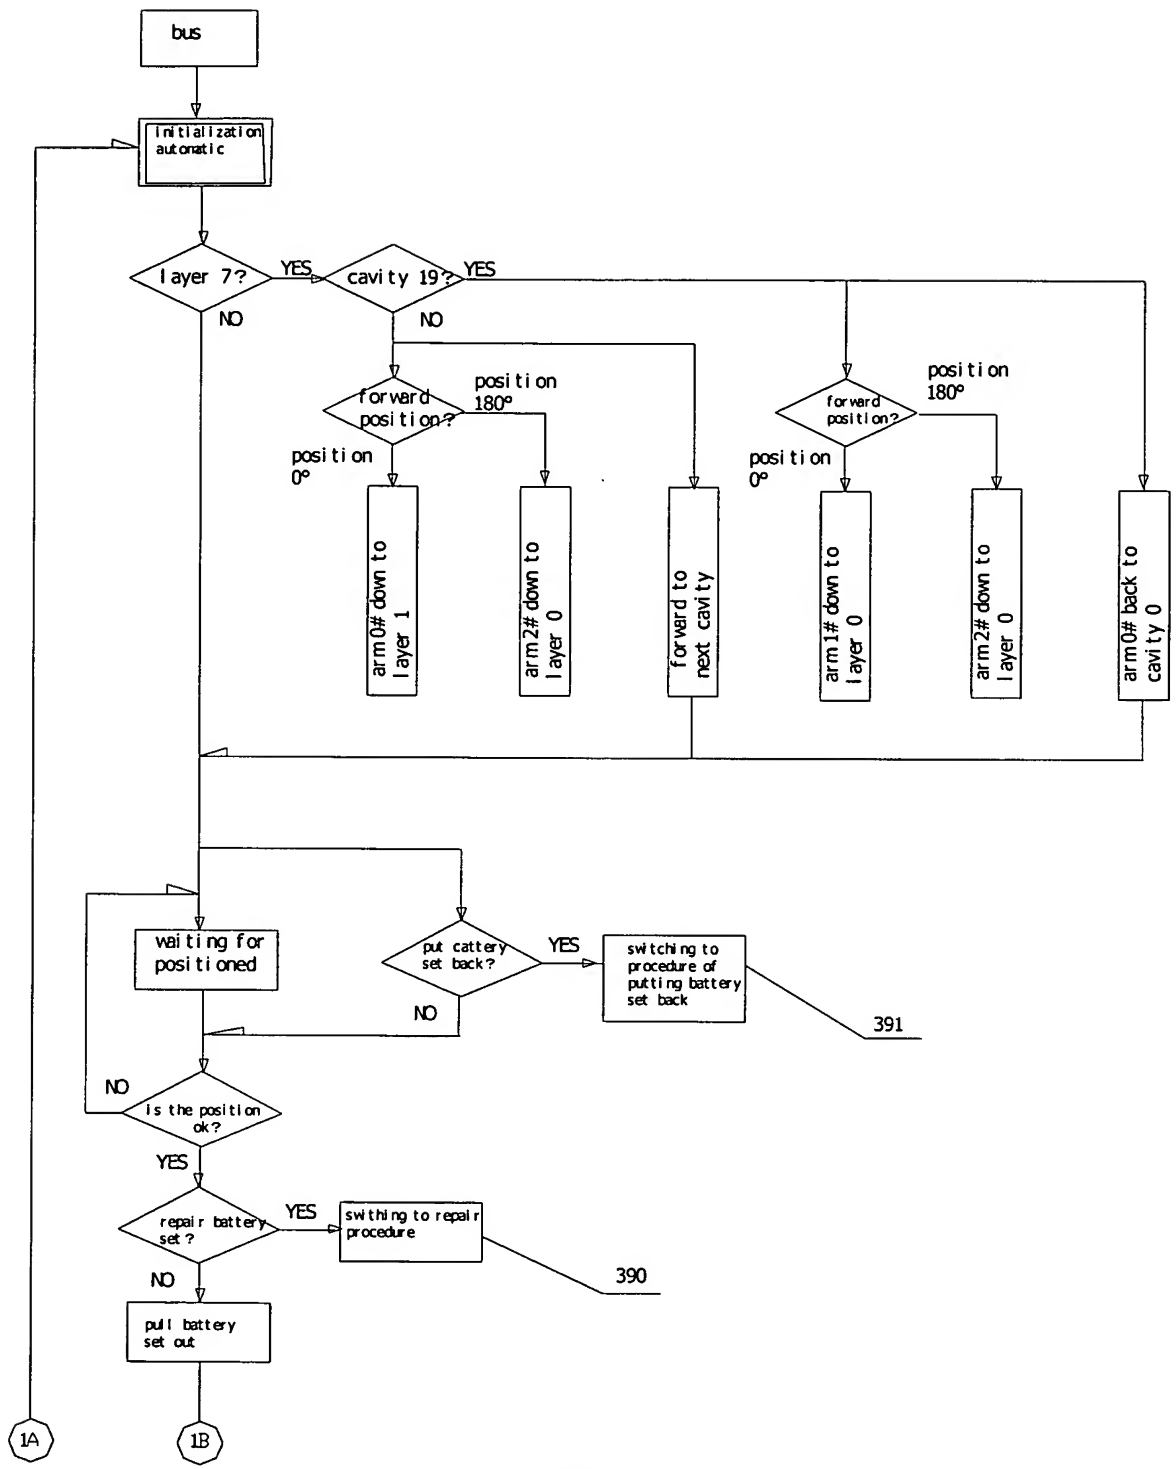 bus
initialization
automatic
layer 7?
YES
cavity 19?
YES
NO
NO
forward
position?
position
180°
position
0°
forward
position?
position
180°
position
0°
arm0# down to
layer 1
arm2# down to
layer 0
forward to
next cavity
arm1# down to
layer 0
arm2# down to
layer 0
arm0# back to
cavity 0
waiting for
positioned
put cattery
set back?
YES
switching to
procedure of
putting battery
set back
391
NO
NO
is the position
ok?
YES
repair battery
set?
YES
swithing to repair
procedure
390
NO
pull battery
set out
1A
1B